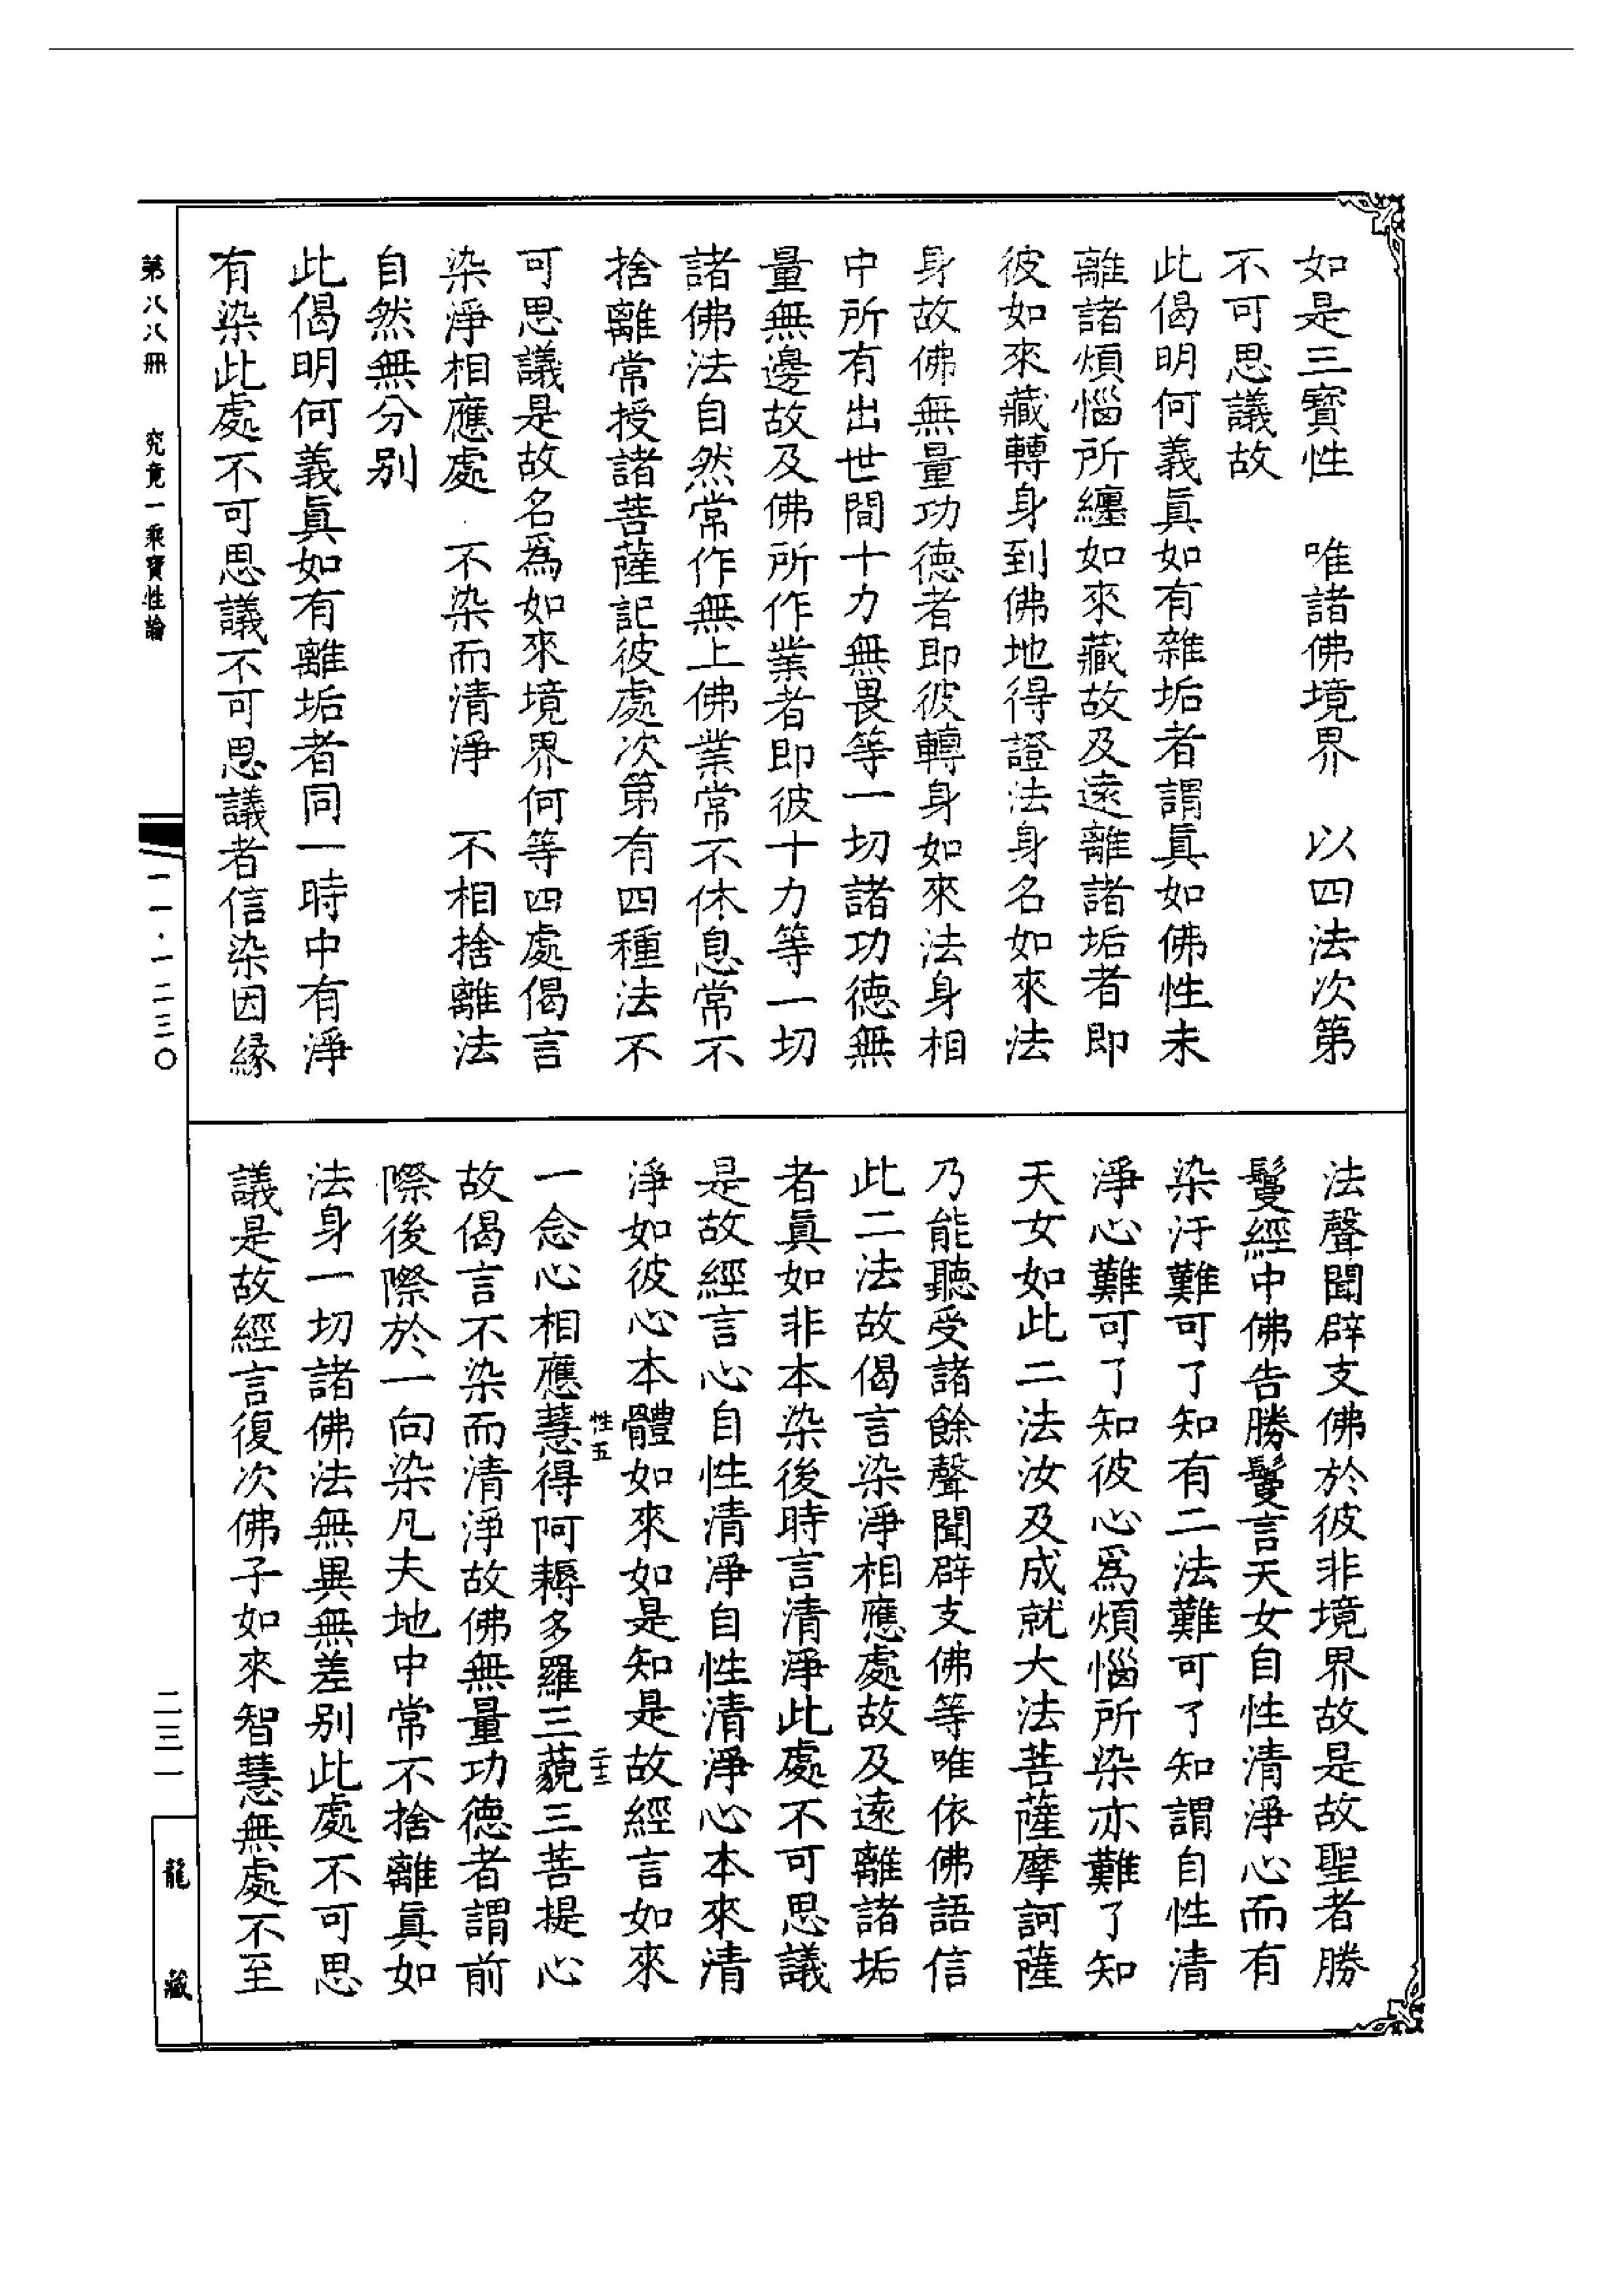 如是三寳性　唯諸佛境界　以四法次第
不可思議故
此偈明何義眞如有雜垢者謂眞如佛性未
離諸煩惱所纏如來藏故及遠離諸垢者即
彼如來藏轉身到佛地得證法身名如來法
身故佛無量功德者即彼轉身如來法身相
中所有出世間十力無畏等一切諸功德無
量無邊故及佛所作業者即彼十力等一切
諸佛法自然常作無上佛業常不休息常不
捨離常授諸菩薩記彼處次第有四種法不
可思議是故名爲如來境界何等四處偈言
染淨相應處　不染而清淨　不相捨離法
自然無分别
此偈明何義眞如有離垢者同一時中有淨
有染此處不可思議不可思議者信染因緣
法聲聞辟支佛於彼非境界故是故聖者勝
鬘經中佛告勝鬘言天女自性清淨心而有
染汙難可了知有二法難可了知謂自性清
淨心難可了知彼心爲煩惱所染亦難了知
天女如此二法汝及成就大法菩薩摩訶薩
乃能聽受諸餘聲聞辟支佛等唯依佛語信
此二法故偈言染淨相應處故及遠離諸垢
者眞如非本染後時言清淨此處不可思議
是故經言心自性清淨自性清淨心本來清
淨如彼心本體如來如是知是故經言如來
性五
二十三
一念心相應慧得阿耨多羅三藐三菩提心
故偈言不染而清淨故佛無量功德者謂前
際後際於一向染凡夫地中常不捨離眞如
法身一切諸佛法無異無差别此處不可思
議是故經言復次佛子如來智慧無處不至
第八八冊　究竟一乘寳性論
一一·一二三〇
二三一
龍藏